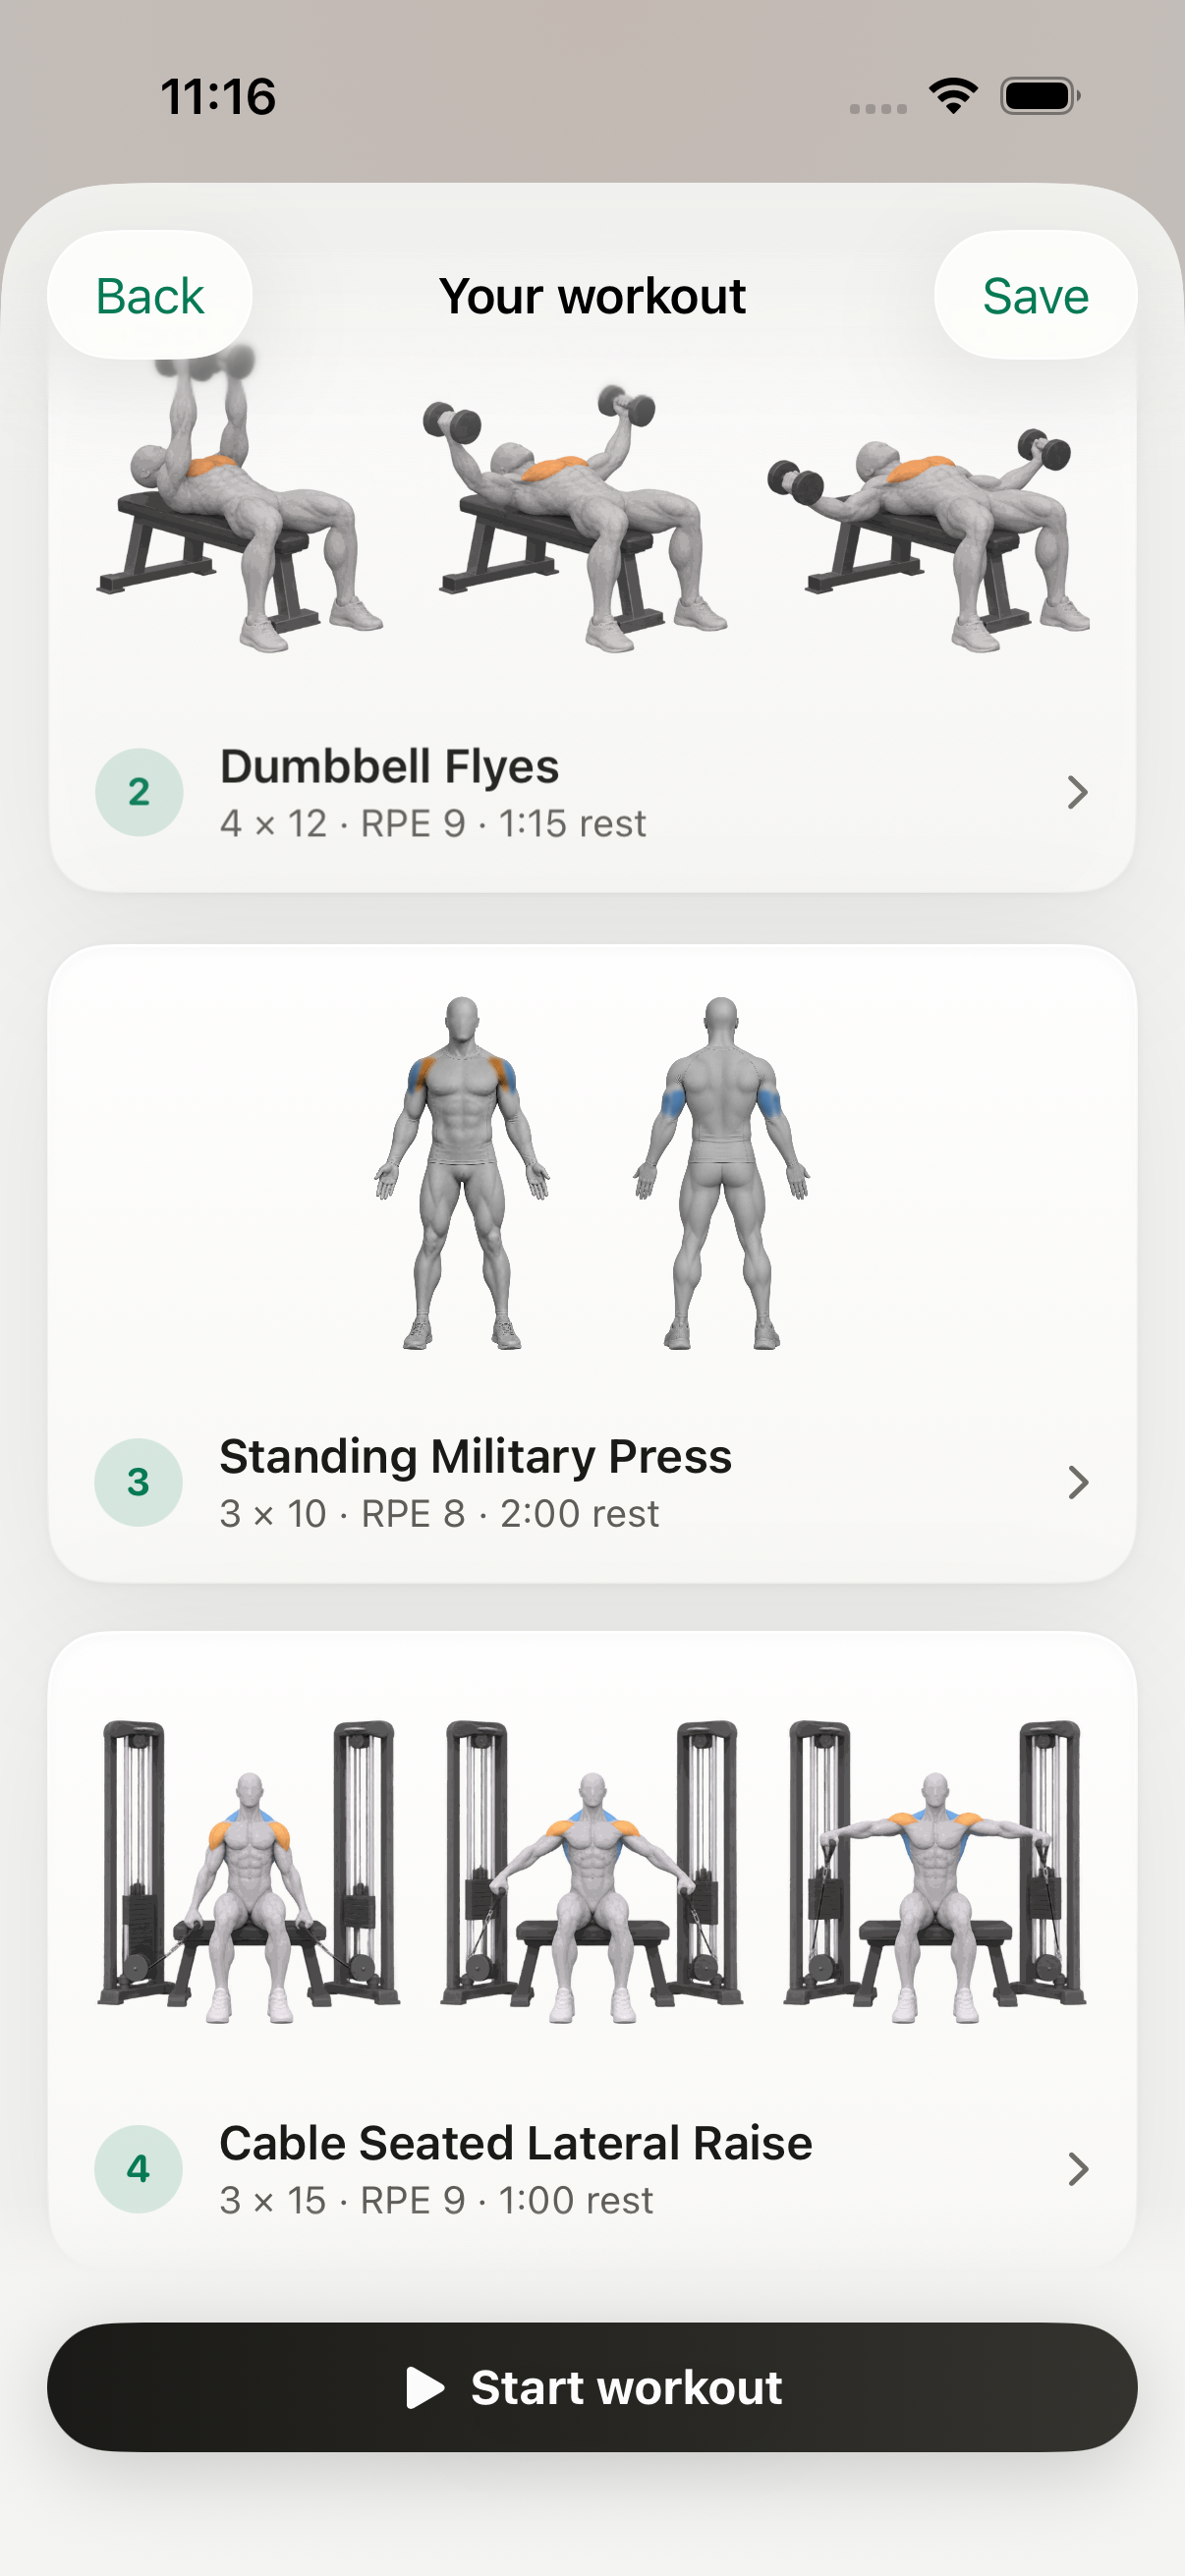 11:16
Back
Your workout
Save
2
Dumbbell Flyes
4 × 12 · RPE 9 · 1:15 rest
3
Standing Military Press
3 × 10 · RPE 8 · 2:00 rest
4
Cable Seated Lateral Raise
3 × 15 · RPE 9 · 1:00 rest
Start workout